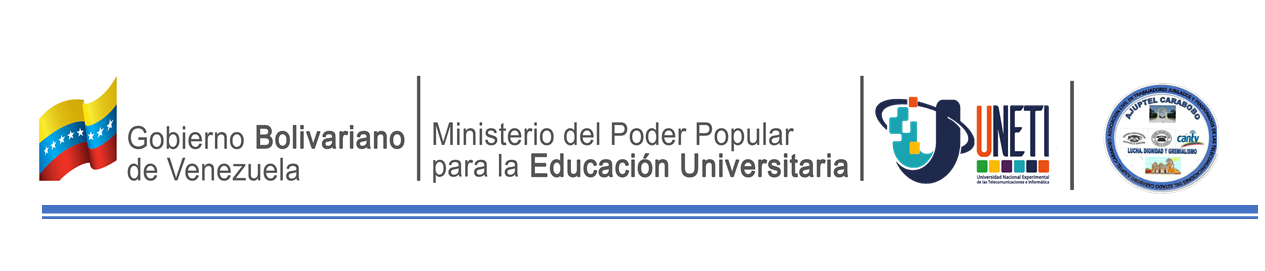 Gobierno Bolivariano
de Venezuela
Ministerio del Poder Popular
para la Educación Universitaria
UNETI
Universidad Nacional Experimental
de las Telecomunicaciones e Informática
AJUPTEL CARABOBO
cantv
LUCHA, DIGNIDAD Y GREMIALISMO